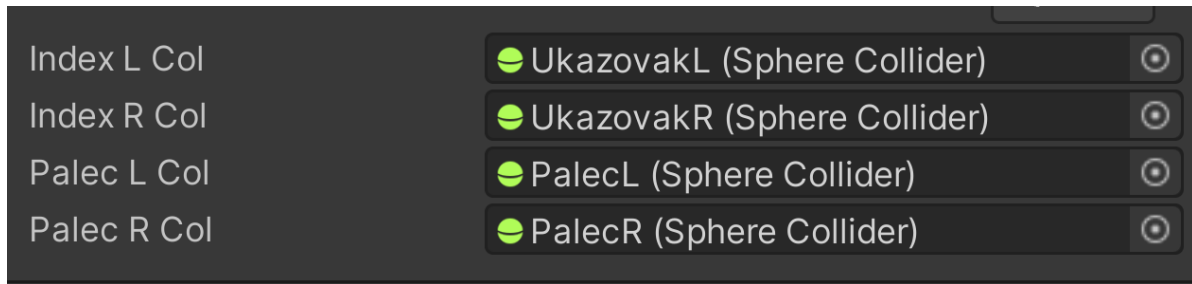 Index L Col UkazovakL (Sphere Collider)
Index R Col UkazovakR (Sphere Collider)
Palec L Col PalecL (Sphere Collider)
Palec R Col PalecR (Sphere Collider)